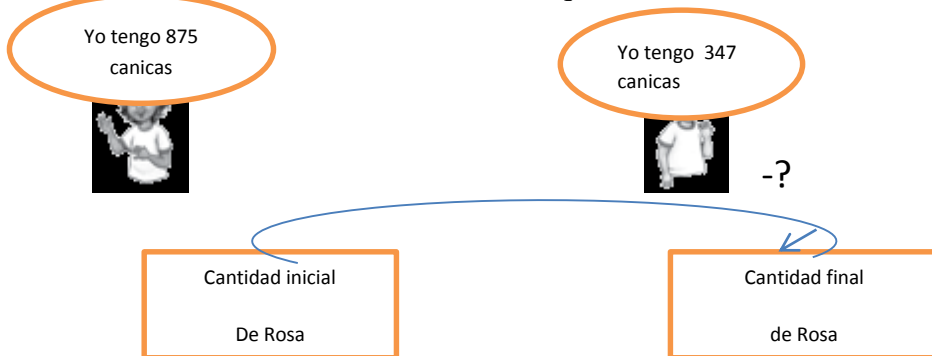 Yo tengo 875
canicas
Yo tengo 347
canicas
-?
Cantidad inicial
De Rosa
Cantidad final
de Rosa